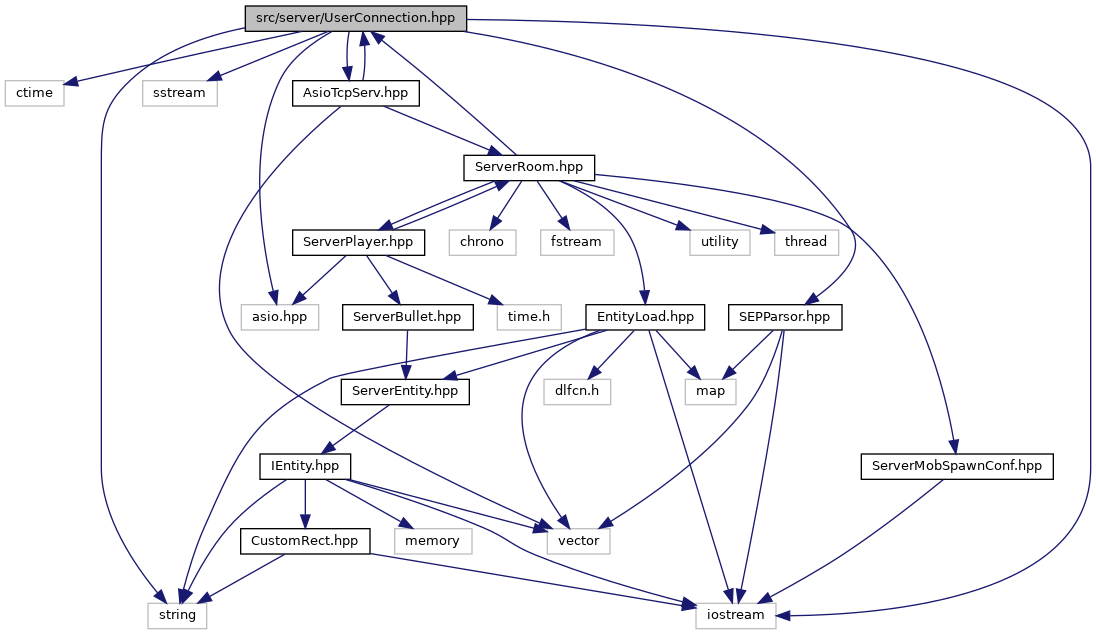 src/server/UserConnection.hpp
ctime
sstream
AsioTcpServ.hpp
ServerRoom.hpp
ServerPlayer.hpp
chrono
fstream
utility
thread
asio.hpp
ServerBullet.hpp
time.h
EntityLoad.hpp
SEPParsor.hpp
ServerEntity.hpp
dlfcn.h
map
IEntity.hpp
ServerMobSpawnConf.hpp
CustomRect.hpp
memory
vector
string
iostream